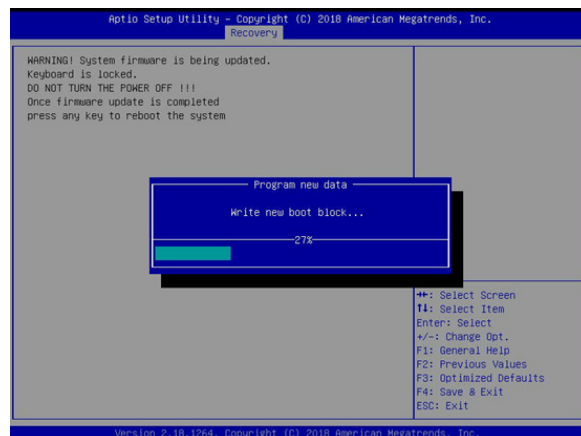 Aptio Setup Utility – Copyright (C) 2018 American Megatrends, Inc.
Recovery
WARNING! System firmware is being updated.
Keyboard is locked.
DO NOT TURN THE POWER OFF !!!
Once firmware update is completed
press any key to reboot the system
Program new data
Write new boot block...
27%
→←: Select Screen
↑↓: Select Item
Enter: Select
+/-: Change Opt.
F1: General Help
F2: Previous Values
F3: Optimized Defaults
F4: Save & Exit
ESC: Exit
Version 2.18.1264. Copyright (C) 2018 American Megatrends, Inc.